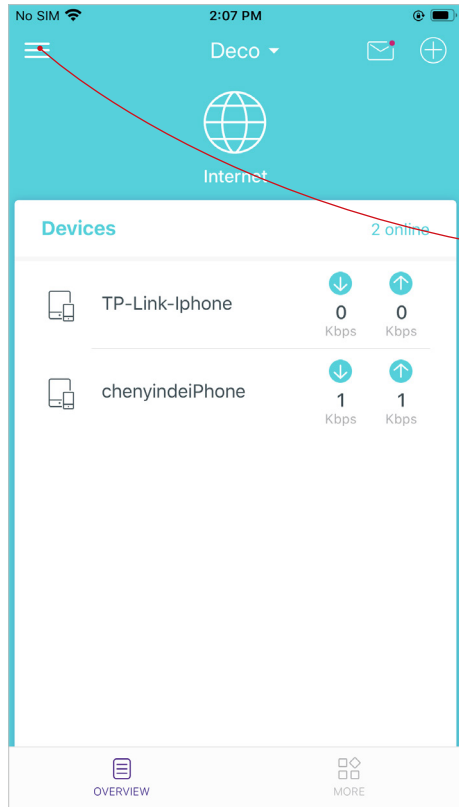 No SIM 2:07 PM
Deco
Internet
Devices 2 online
TP-Link-Iphone
0 0
Kbps Kbps
chenyindeiPhone
1 1
Kbps Kbps
OVERVIEW MORE